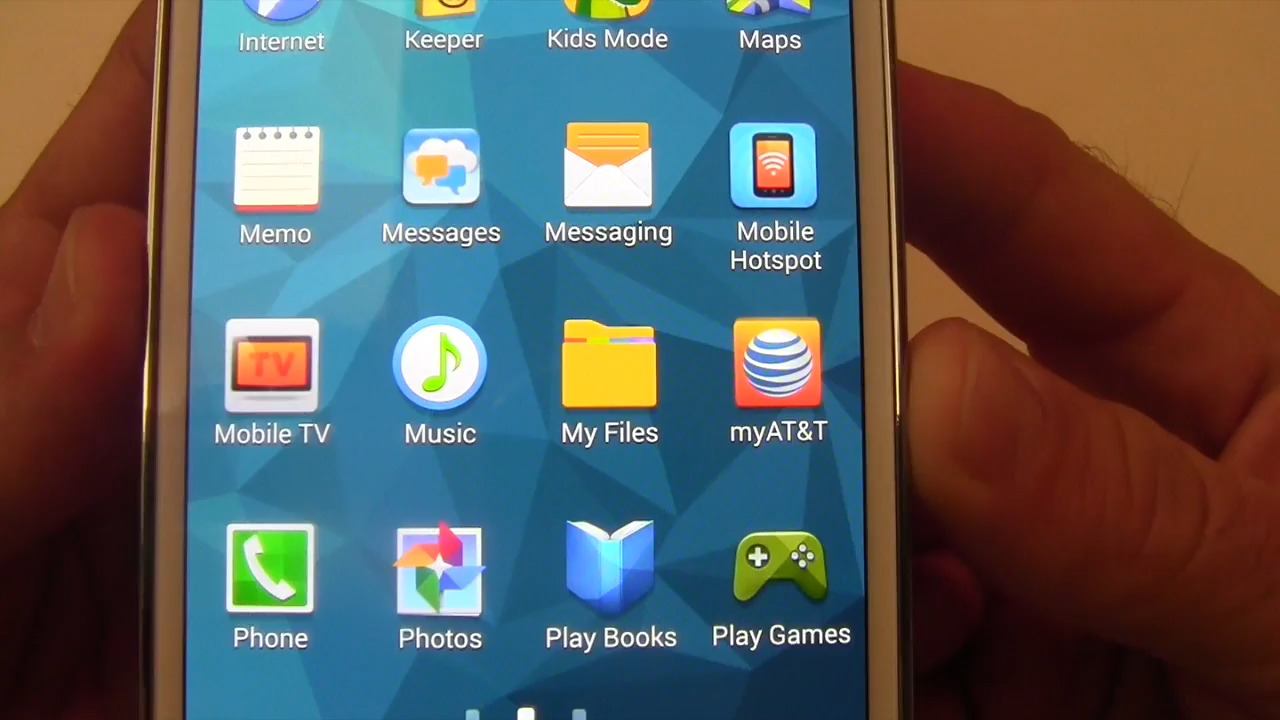 Internet Keeper Kids Mode Maps
Memo Messages Messaging Mobile
Hotspot
TV
Mobile TV Music My Files myAT&T
Phone Photos Play Books Play Games